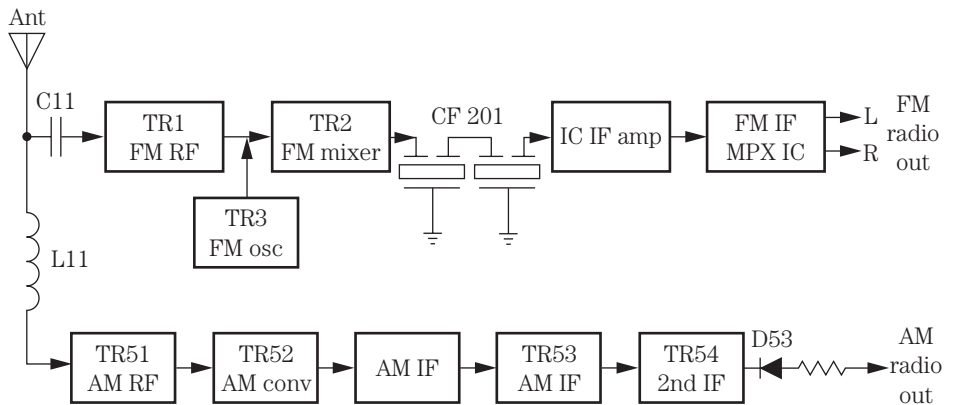 Ant
C11
TR1
FM RF
TR2
FM mixer
CF 201
IC IF amp
FM IF
MPX IC
L
R
FM
radio
out
TR3
FM osc
L11
TR51
AM RF
TR52
AM conv
AM IF
TR53
AM IF
TR54
2nd IF
D53
AM
radio
out